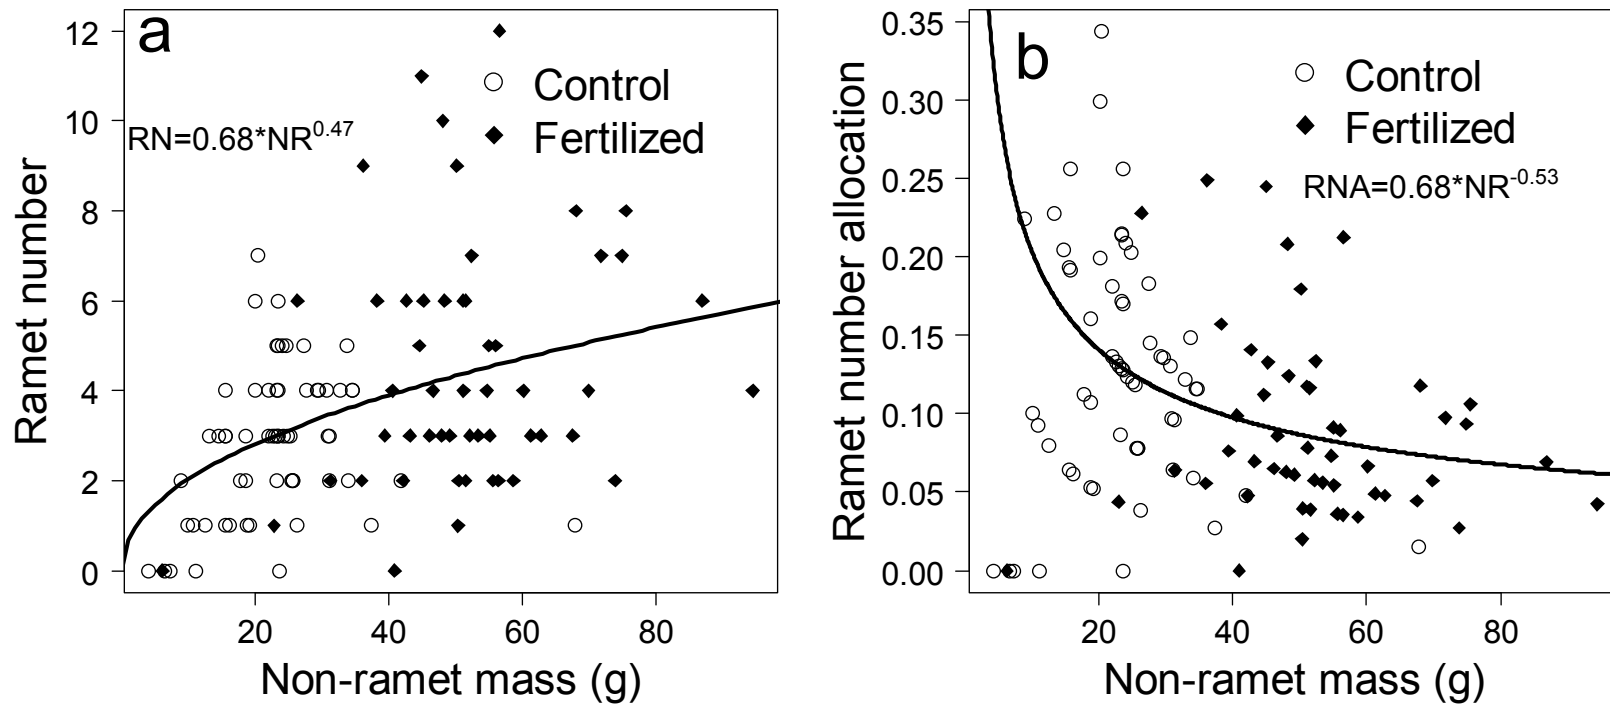 a
Control
Fertilized
RN=0.68*NR^0.47
Ramet number
12
10
8
6
4
2
0
20 40 60 80
Non-ramet mass (g)
b
Control
Fertilized
RNA=0.68*NR^-0.53
Ramet number allocation
0.35
0.30
0.25
0.20
0.15
0.10
0.05
0.00
20 40 60 80
Non-ramet mass (g)